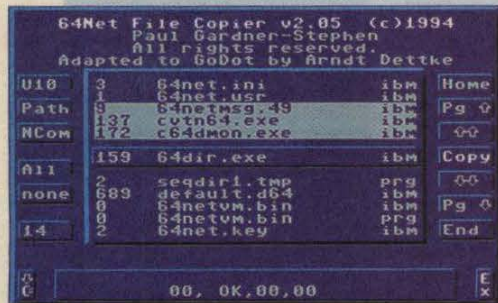 64Net File Copier v2.05 (c)1994
Paul Gardner-Stephen
All rights reserved.
Adapted to GoDot by Arndt Dettke
U10 3 64net.ini ibm Home
1 64net.usr ibm
Path 9 64netmsg.49 ibm Pg
137 cvtn64.exe ibm
NCom 172 c64dmon.exe ibm
159 64dir.exe ibm Copy
All
2 seqdir1.tmp prg
none 689 default.d64 ibm
0 64netvm.bin ibm Pg
0 64netvm.bin prg
14 2 64net.key ibm End
00, OK,00,00 Ex